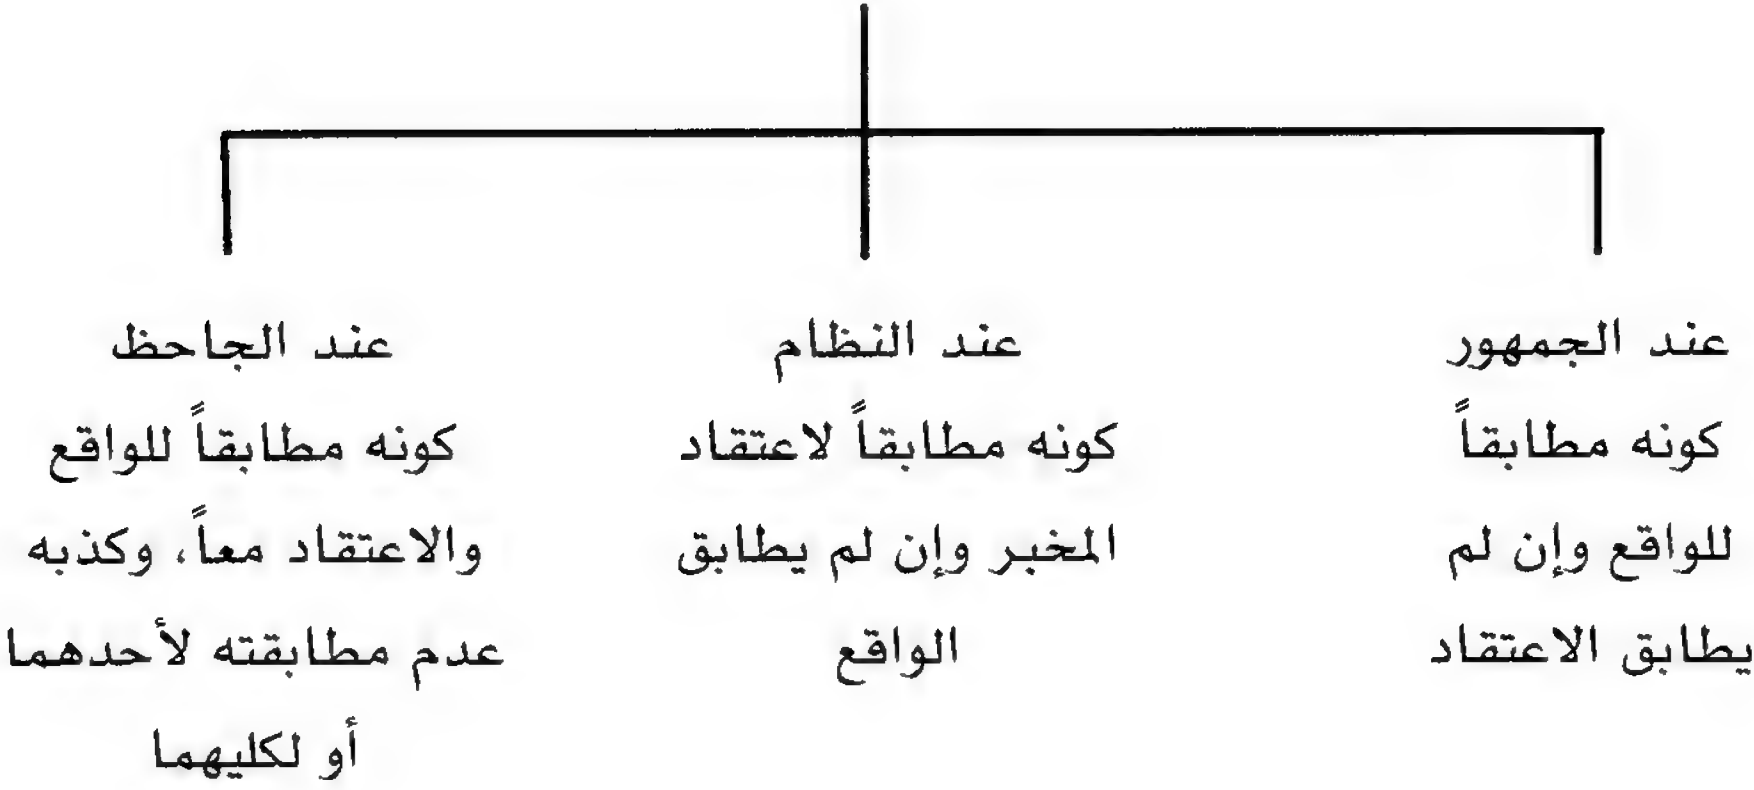 عند الجمهور
كونه مطابقاً
للواقع وإن لم
يطابق الاعتقاد
عند النظام
كونه مطابقاً لاعتقاد
المخبر وإن لم يطابق
الواقع
عند الجاحظ
كونه مطابقاً للواقع
والاعتقاد معاً، وكذبه
عدم مطابقته لأحدهما
أو لكليهما